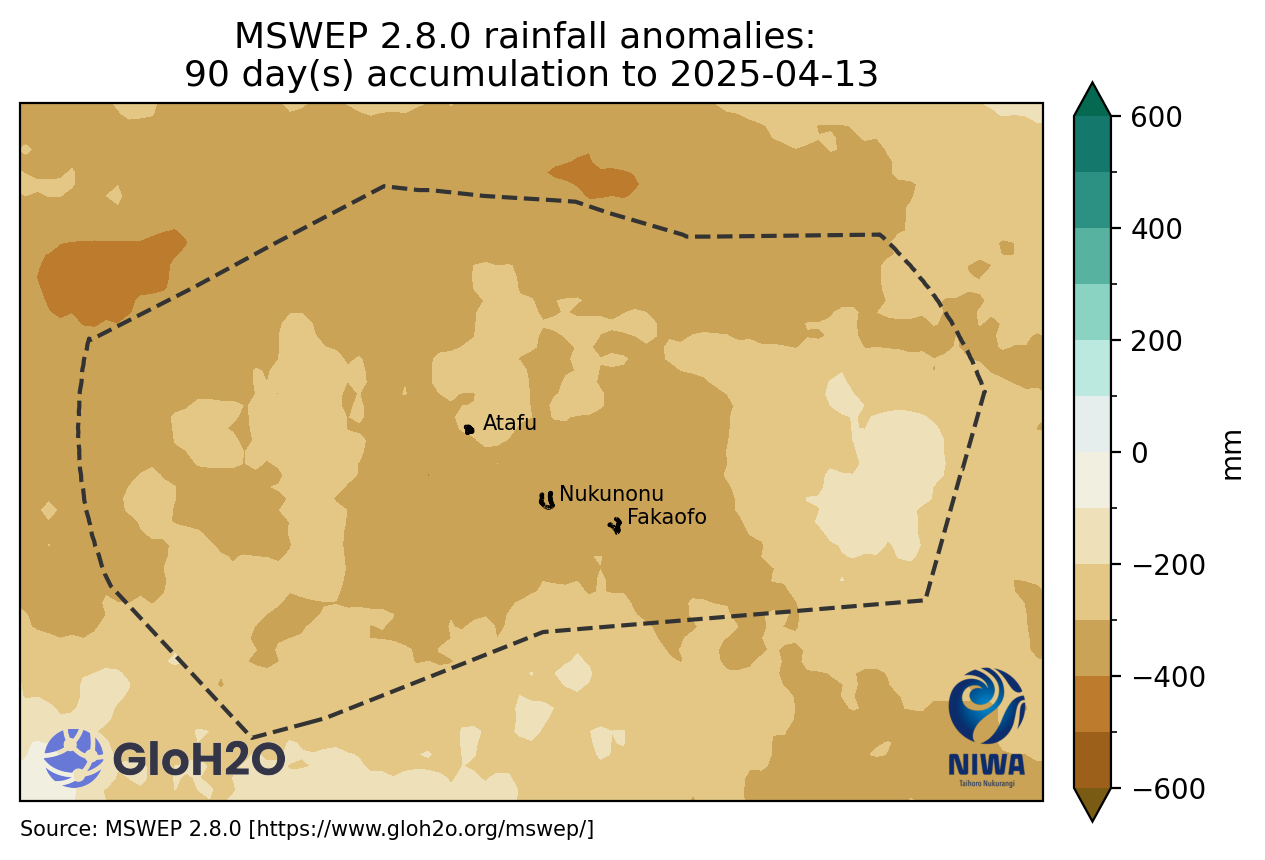 MSWEP 2.8.0 rainfall anomalies:
90 day(s) accumulation to 2025-04-13
600
400
200
0
−200
−400
−600
mm
Atafu
Nukunonu
Fakaofo
GloH2O
NIWA
Taihoro Nukurangi
Source: MSWEP 2.8.0 [https://www.gloh2o.org/mswep/]